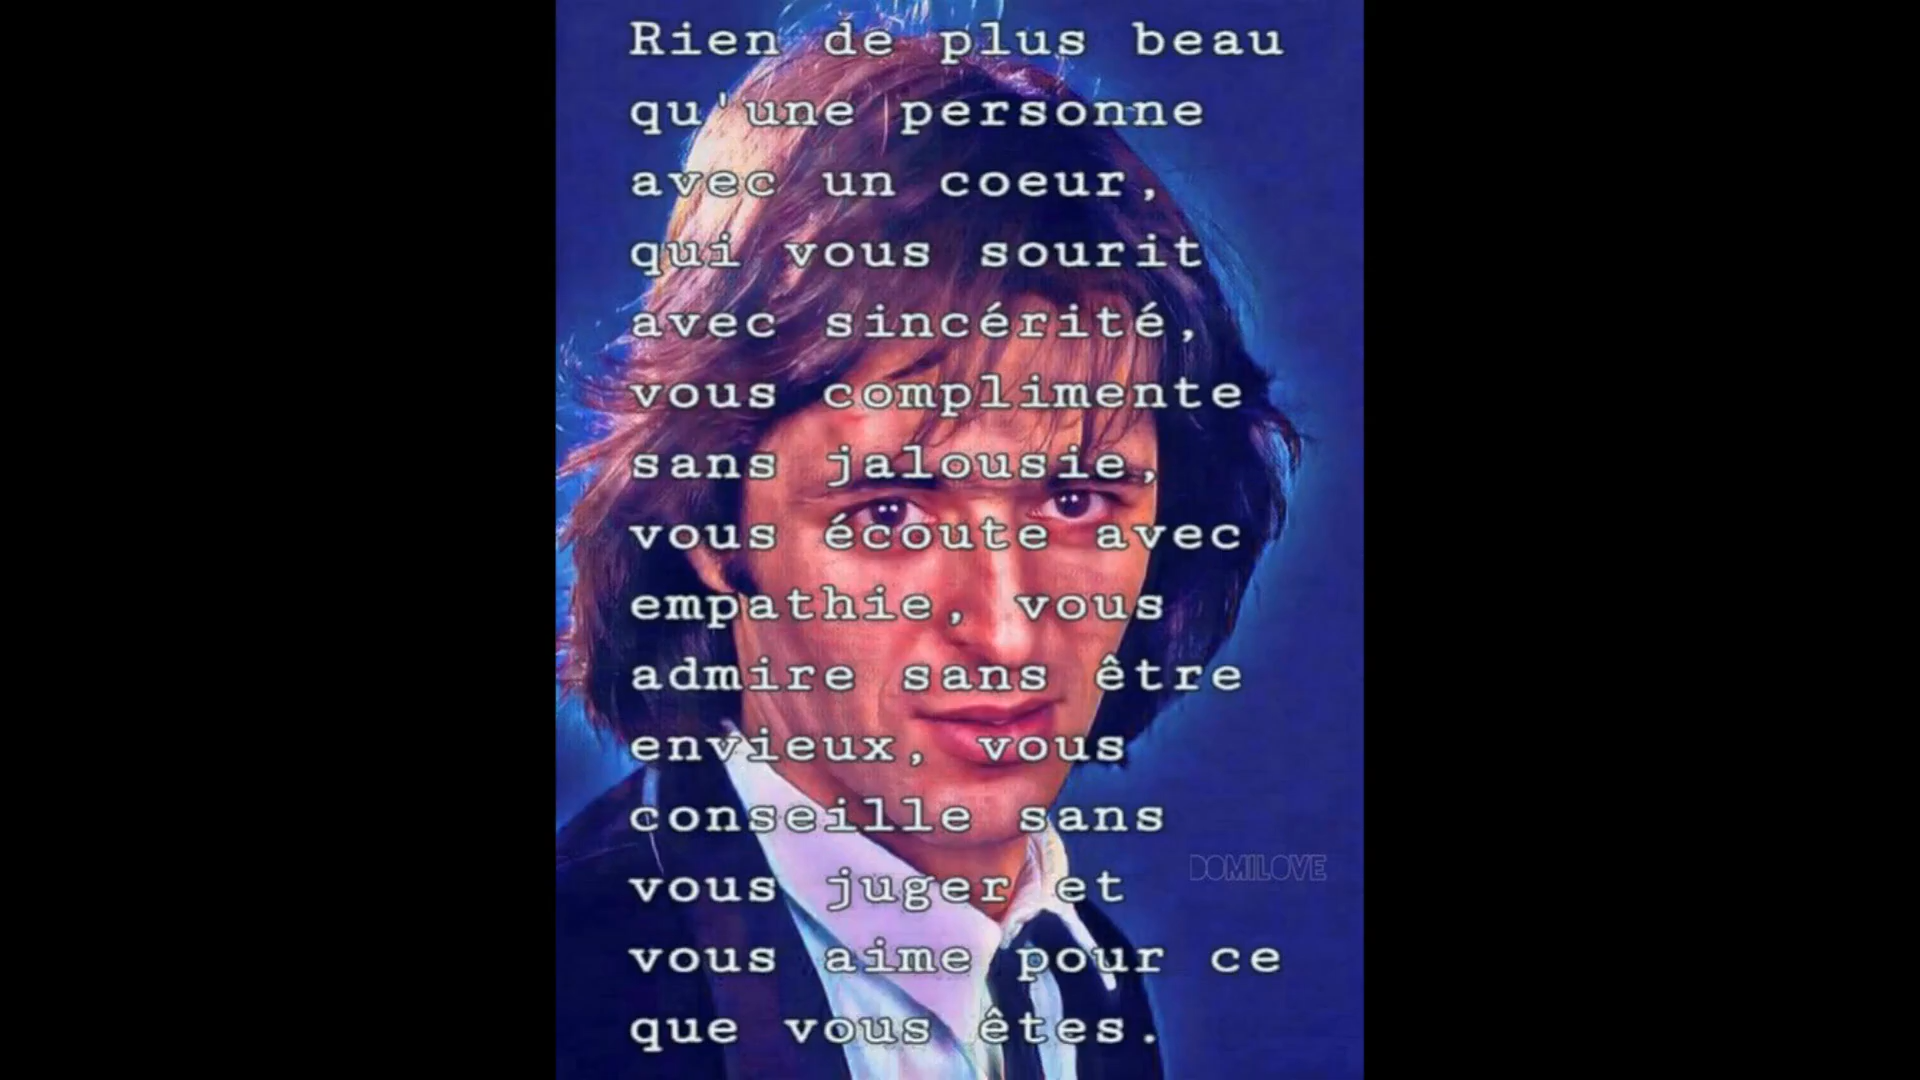 Rien de plus beau
qu'une personne
avec un coeur,
qui vous sourit
avec sincérité,
vous complimente
sans jalousie,
vous écoute avec
empathie, vous
admire sans être
envieux, vous
conseille sans
vous juger et
vous aime pour ce
que vous êtes.
DOMILOVE